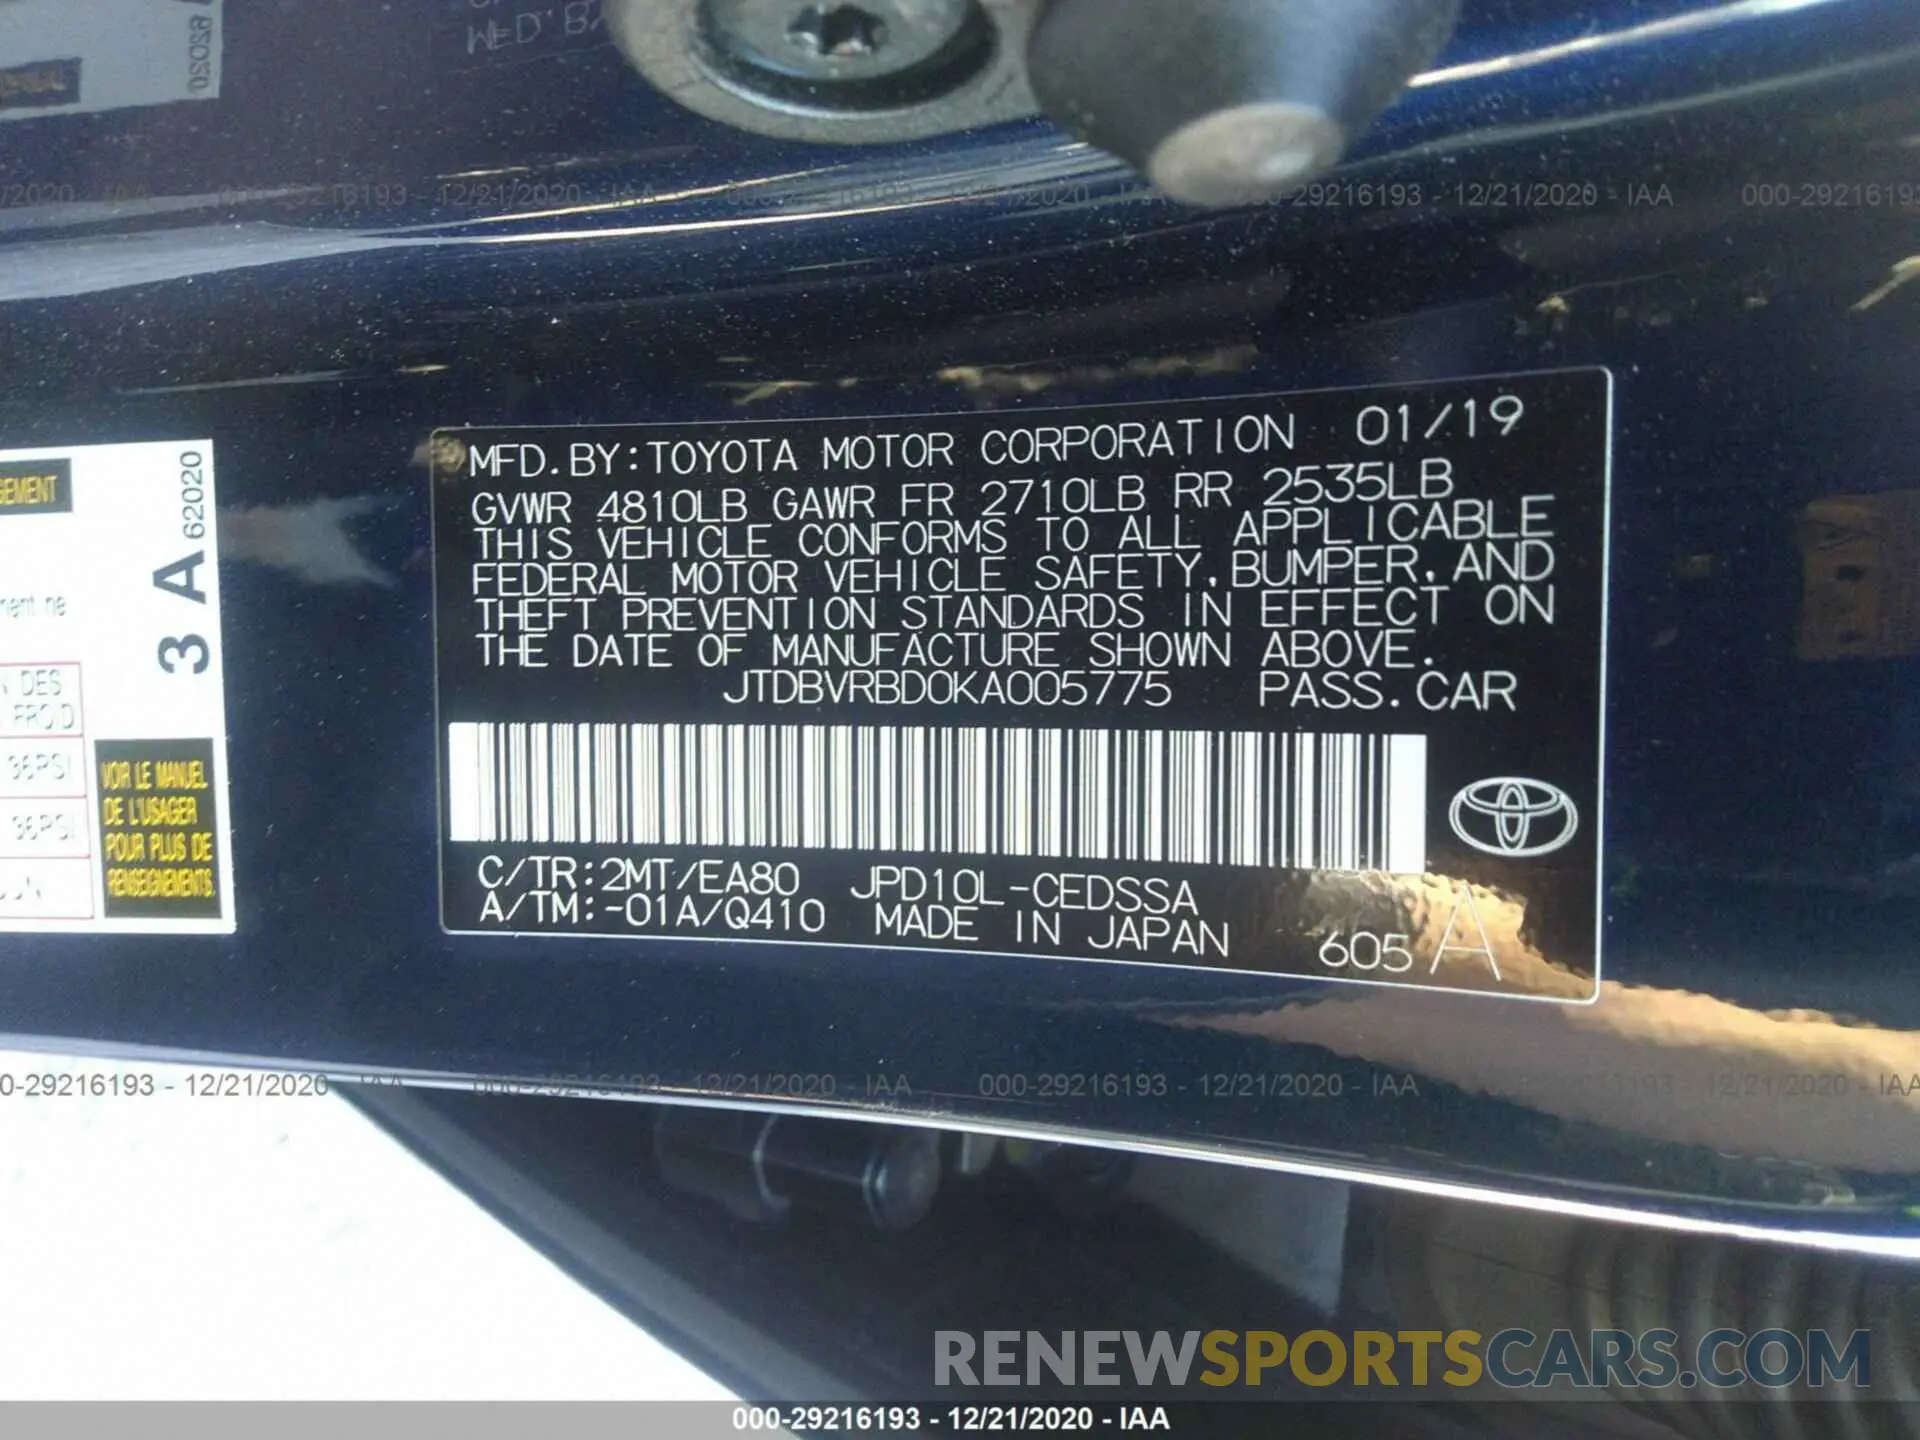 000-29216193 - 12/21/2020 - IAA
MFD.BY:TOYOTA MOTOR CORPORATION 01/19
GVWR 4810LB GAWR FR 2710LB RR 2535LB
THIS VEHICLE CONFORMS TO ALL APPLICABLE
FEDERAL MOTOR VEHICLE SAFETY, BUMPER, AND
THEFT PREVENTION STANDARDS IN EFFECT ON
THE DATE OF MANUFACTURE SHOWN ABOVE.
JTDBVRBD0KA005775 PASS.CAR
C/TR:2MT/EA80 JPD10L-CEDSSA
A/TM:-01A/Q410 MADE IN JAPAN
605 A
3 A 62020
GEMENT
ne
DES
FROID
36PSI
36PSI
VOIR LE MANUEL
DE L'USAGER
POUR PLUS DE
RENSEIGNEMENTS.
000-29216193 - 12/21/2020 - IAA
RENEWSPORTSCARS.COM
000-29216193 - 12/21/2020 - IAA